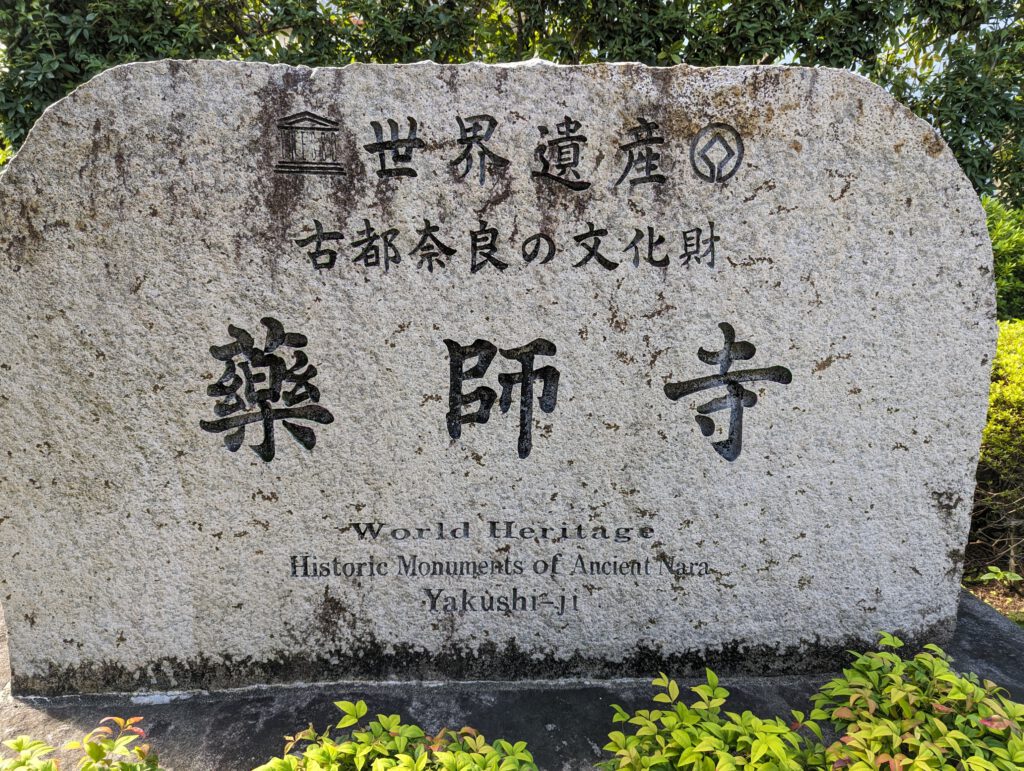 世界遺産
古都奈良の文化財
藥師寺
World Heritage
Historic Monuments of Ancient Nara
Yakushi-ji